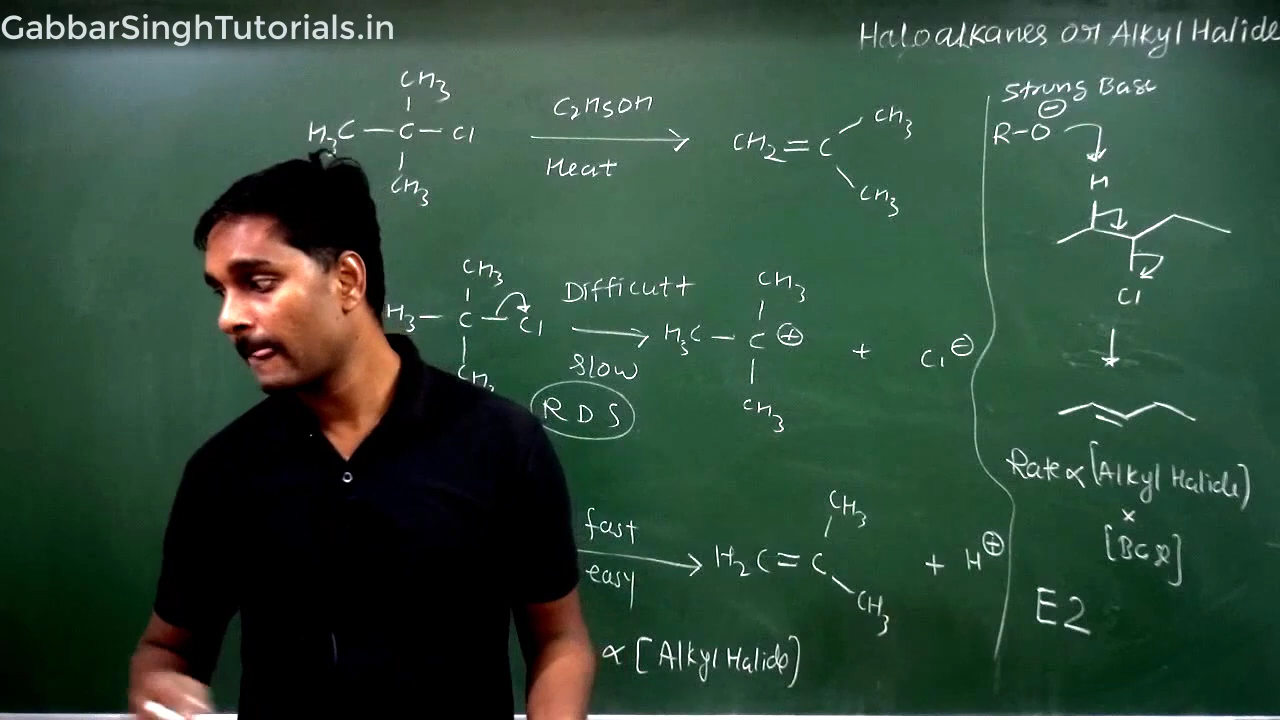 GabbarSinghTutorials.in
Haloalkanes or Alkyl Halide
CH3
H3C — C — Cl
CH3
C2H5OH
Heat
CH2=C
CH3
CH3
CH3
H3— C — Cl
CH3
Difficult
Slow
RDS
CH3
H3C — C ⊕
CH3
+ Cl ⊖
fast
easy
H2C=C
CH3
CH3
+ H ⊕
∝ [Alkyl Halide]
Strong Base
R-O ⊖
H
Cl
Rate ∝ [Alkyl Halide]
×
E2